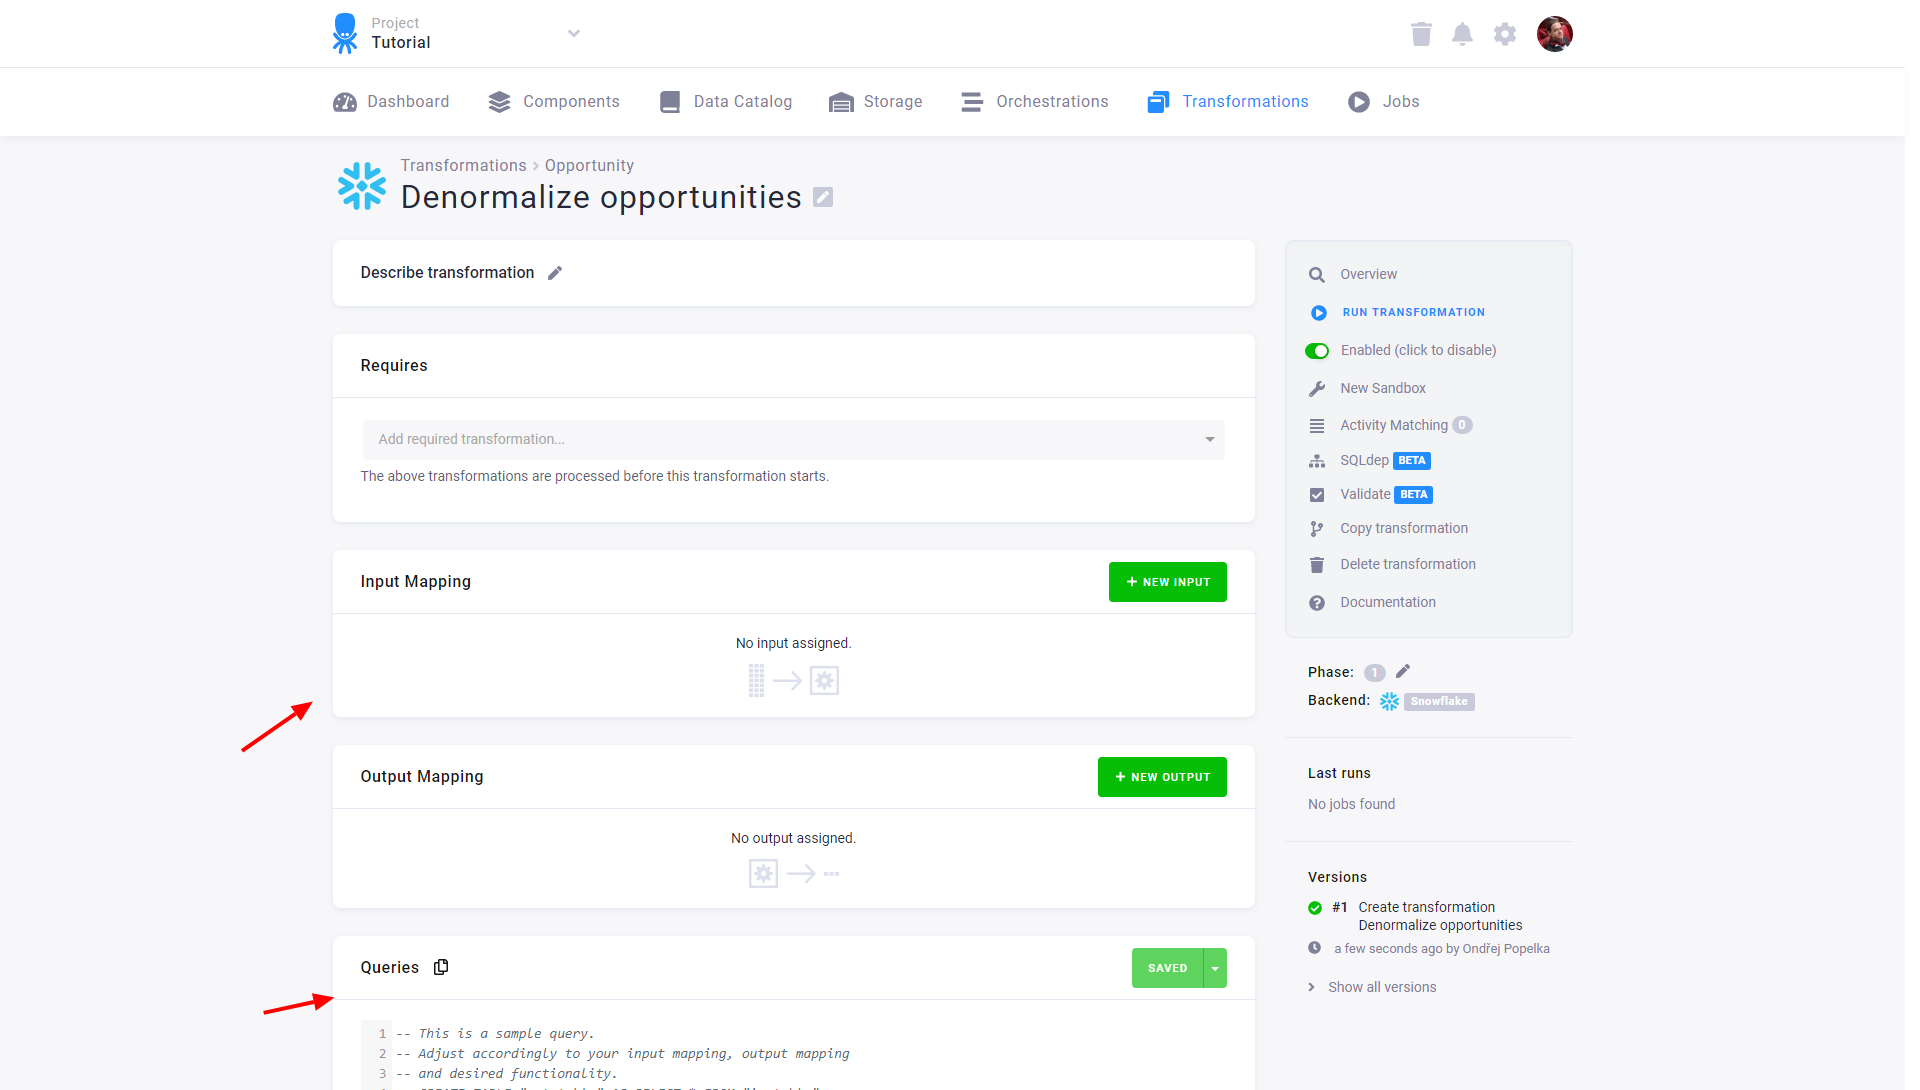 Project
Tutorial
Dashboard
Components
Data Catalog
Storage
Orchestrations
Transformations
Jobs
Transformations › Opportunity
Denormalize opportunities
Describe transformation
Requires
Add required transformation...
The above transformations are processed before this transformation starts.
Input Mapping
+ NEW INPUT
No input assigned.
Output Mapping
+ NEW OUTPUT
No output assigned.
Queries
SAVED
1 -- This is a sample query.
2 -- Adjust accordingly to your input mapping, output mapping
3 -- and desired functionality.
Overview
RUN TRANSFORMATION
Enabled (click to disable)
New Sandbox
Activity Matching 0
SQLdep BETA
Validate BETA
Copy transformation
Delete transformation
Documentation
Phase: 1
Backend: Snowflake
Last runs
No jobs found
Versions
#1 Create transformation
Denormalize opportunities
a few seconds ago by Ondřej Popelka
Show all versions